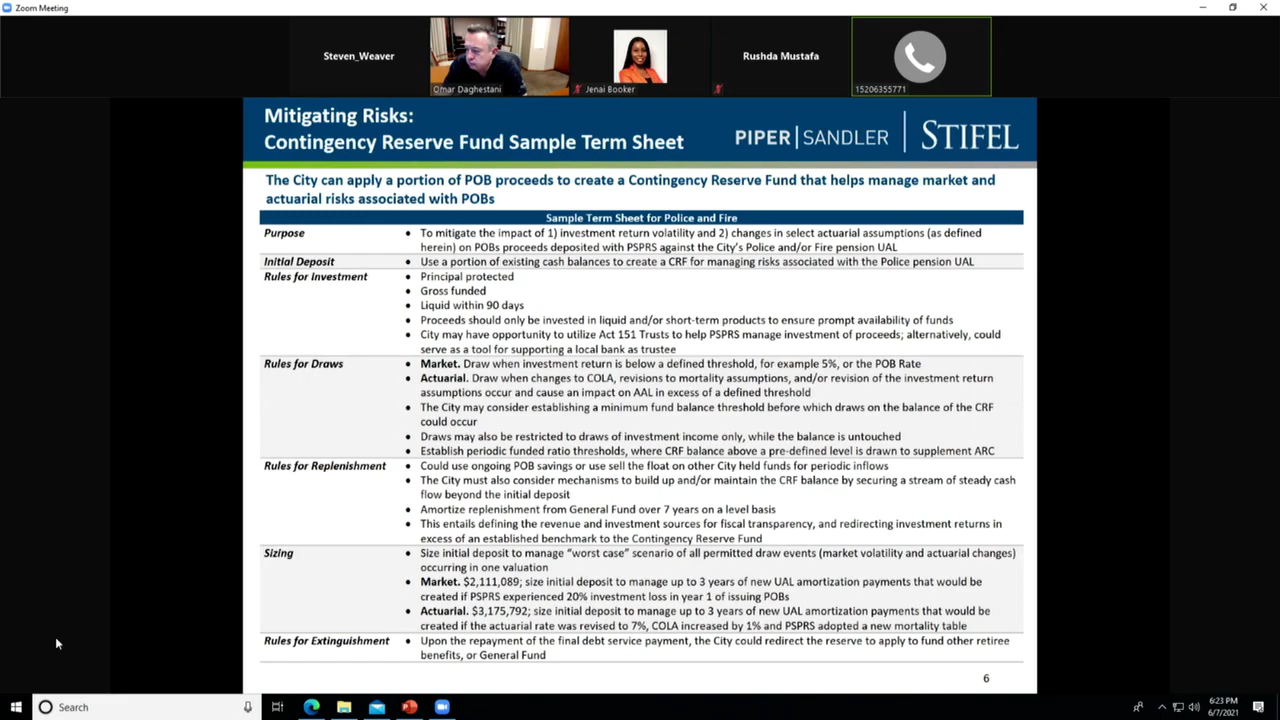 Zoom Meeting
Steven_Weaver
Omar Daghestani
Jenai Booker
Rushda Mustafa
15206355771
Mitigating Risks:
Contingency Reserve Fund Sample Term Sheet
PIPER|SANDLER
STIFEL
The City can apply a portion of POB proceeds to create a Contingency Reserve Fund that helps manage market and
actuarial risks associated with POBs
Sample Term Sheet for Police and Fire
Purpose
• To mitigate the impact of 1) investment return volatility and 2) changes in select actuarial assumptions (as defined
herein) on POBs proceeds deposited with PSPRS against the City's Police and/or Fire pension UAL
Initial Deposit
• Use a portion of existing cash balances to create a CRF for managing risks associated with the Police pension UAL
Rules for Investment
• Principal protected
• Gross funded
• Liquid within 90 days
• Proceeds should only be invested in liquid and/or short-term products to ensure prompt availability of funds
• City may have opportunity to utilize Act 151 Trusts to help PSPRS manage investment of proceeds; alternatively, could
serve as a tool for supporting a local bank as trustee
Rules for Draws
• Market. Draw when investment return is below a defined threshold, for example 5%, or the POB Rate
• Actuarial. Draw when changes to COLA, revisions to mortality assumptions, and/or revision of the investment return
assumptions occur and cause an impact on AAL in excess of a defined threshold
• The City may consider establishing a minimum fund balance threshold before which draws on the balance of the CRF
could occur
• Draws may also be restricted to draws of investment income only, while the balance is untouched
• Establish periodic funded ratio thresholds, where CRF balance above a pre-defined level is drawn to supplement ARC
Rules for Replenishment
• Could use ongoing POB savings or use sell the float on other City held funds for periodic inflows
• The City must also consider mechanisms to build up and/or maintain the CRF balance by securing a stream of steady cash
flow beyond the initial deposit
• Amortize replenishment from General Fund over 7 years on a level basis
• This entails defining the revenue and investment sources for fiscal transparency, and redirecting investment returns in
excess of an established benchmark to the Contingency Reserve Fund
Sizing
• Size initial deposit to manage "worst case" scenario of all permitted draw events (market volatility and actuarial changes)
occurring in one valuation
• Market. $2,111,089; size initial deposit to manage up to 3 years of new UAL amortization payments that would be
created if PSPRS experienced 20% investment loss in year 1 of issuing POBs
• Actuarial. $3,175,792; size initial deposit to manage up to 3 years of new UAL amortization payments that would be
created if the actuarial rate was revised to 7%, COLA increased by 1% and PSPRS adopted a new mortality table
Rules for Extinguishment
• Upon the repayment of the final debt service payment, the City could redirect the reserve to apply to fund other retiree
benefits, or General Fund
6
Search
6:23 PM
6/7/2021